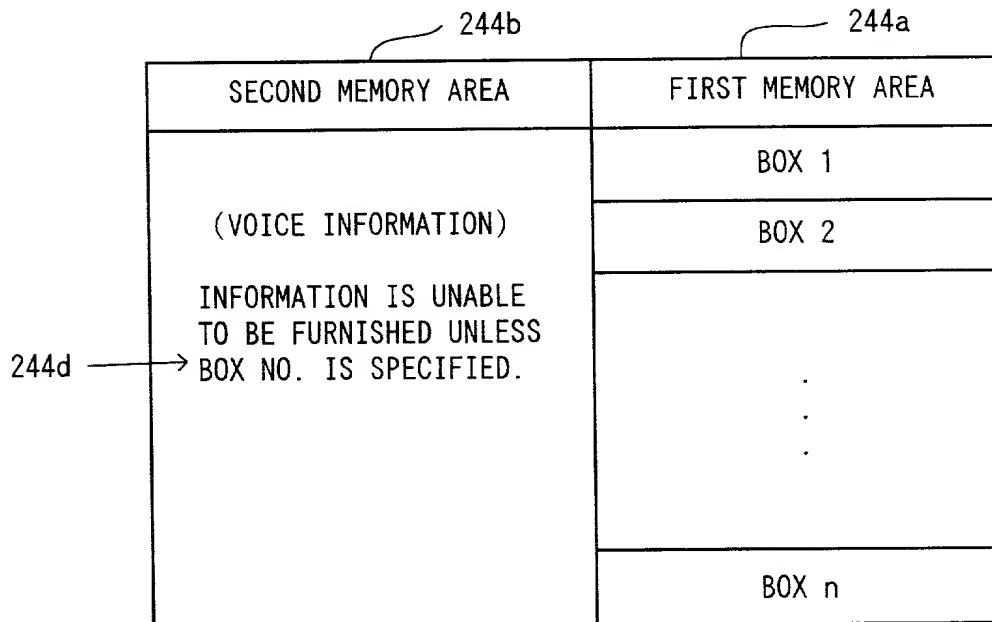 244b
244a
SECOND MEMORY AREA
FIRST MEMORY AREA
(VOICE INFORMATION)
INFORMATION IS UNABLE
TO BE FURNISHED UNLESS
BOX NO. IS SPECIFIED.
244d
BOX 1
BOX 2
.
.
.
BOX n